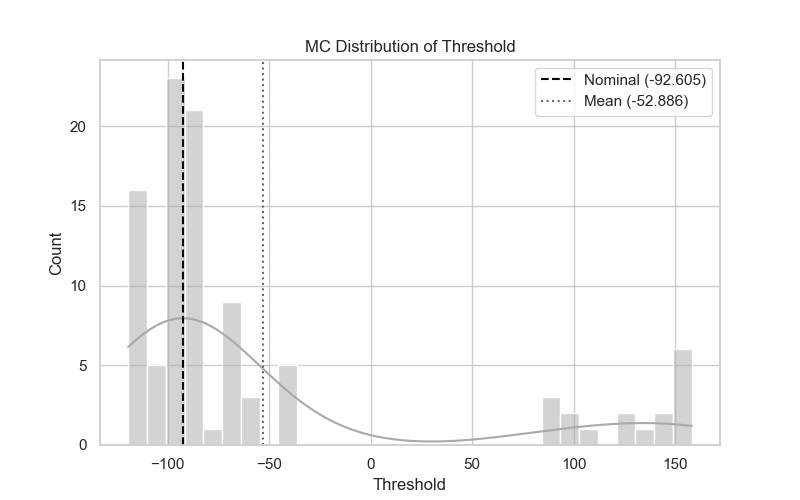 MC Distribution of Threshold
Nominal (-92.605)
Mean (-52.886)
Count
20
15
10
5
0
−100
−50
0
50
100
150
Threshold